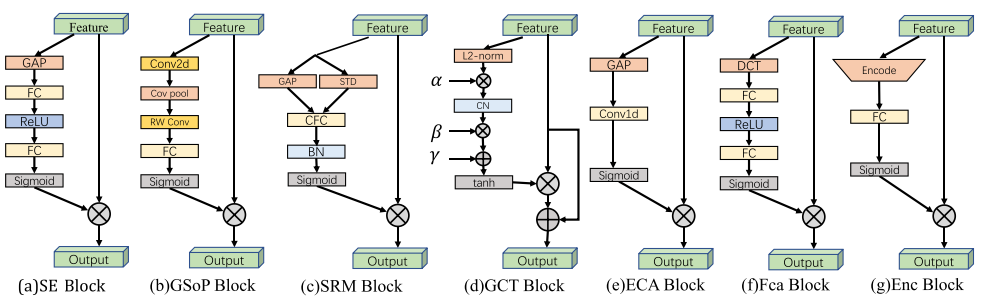 Feature
GAP
FC
ReLU
FC
Sigmoid
Output
(a)SE Block
Feature
Conv2d
Cov pool
RW Conv
FC
Sigmoid
Output
(b)GSoP Block
Feature
GAP STD
CFC
BN
Sigmoid
Output
(c)SRM Block
Feature
L2-norm
α
CN
β
γ
tanh
Output
(d)GCT Block
Feature
GAP
Conv1d
Sigmoid
Output
(e)ECA Block
Feature
DCT
FC
ReLU
FC
Sigmoid
Output
(f)Fca Block
Feature
Encode
FC
Sigmoid
Output
(g)Enc Block